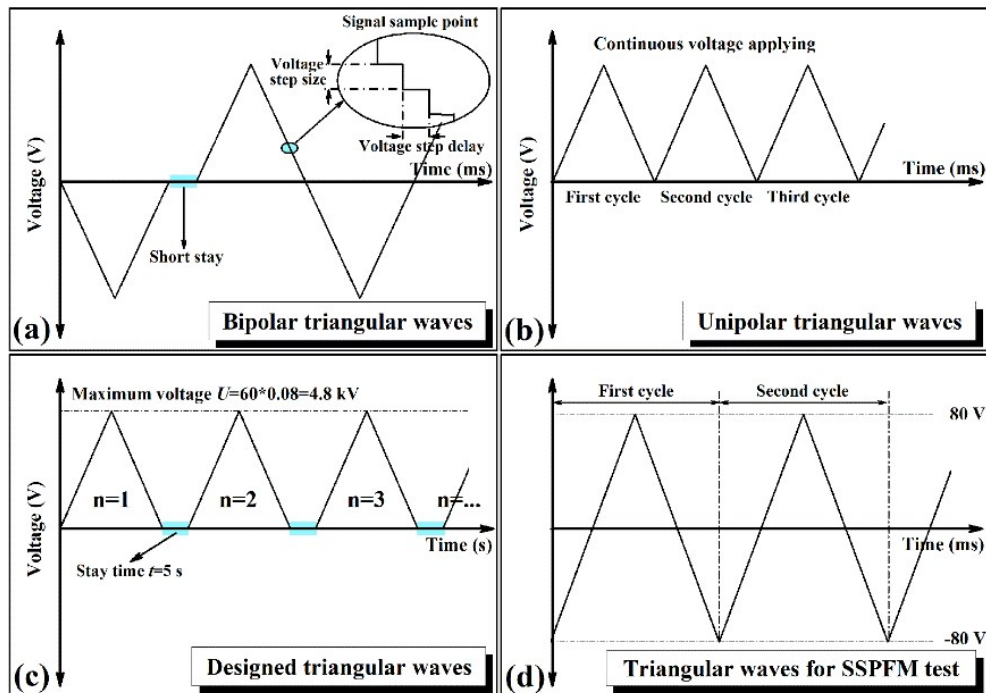 Signal sample point
Voltage
step size
Voltage step delay
Time (ms)
Voltage (V)
Short stay
(a)
Bipolar triangular waves
Continuous voltage applying
Time (ms)
Voltage (V)
First cycle
Second cycle
Third cycle
(b)
Unipolar triangular waves
Maximum voltage U=60*0.08=4.8 kV
n=1
n=2
n=3
n=...
Time (s)
Voltage (V)
Stay time t=5 s
(c)
Designed triangular waves
First cycle
Second cycle
80 V
Time (ms)
Voltage (V)
-80 V
(d)
Triangular waves for SSPFM test